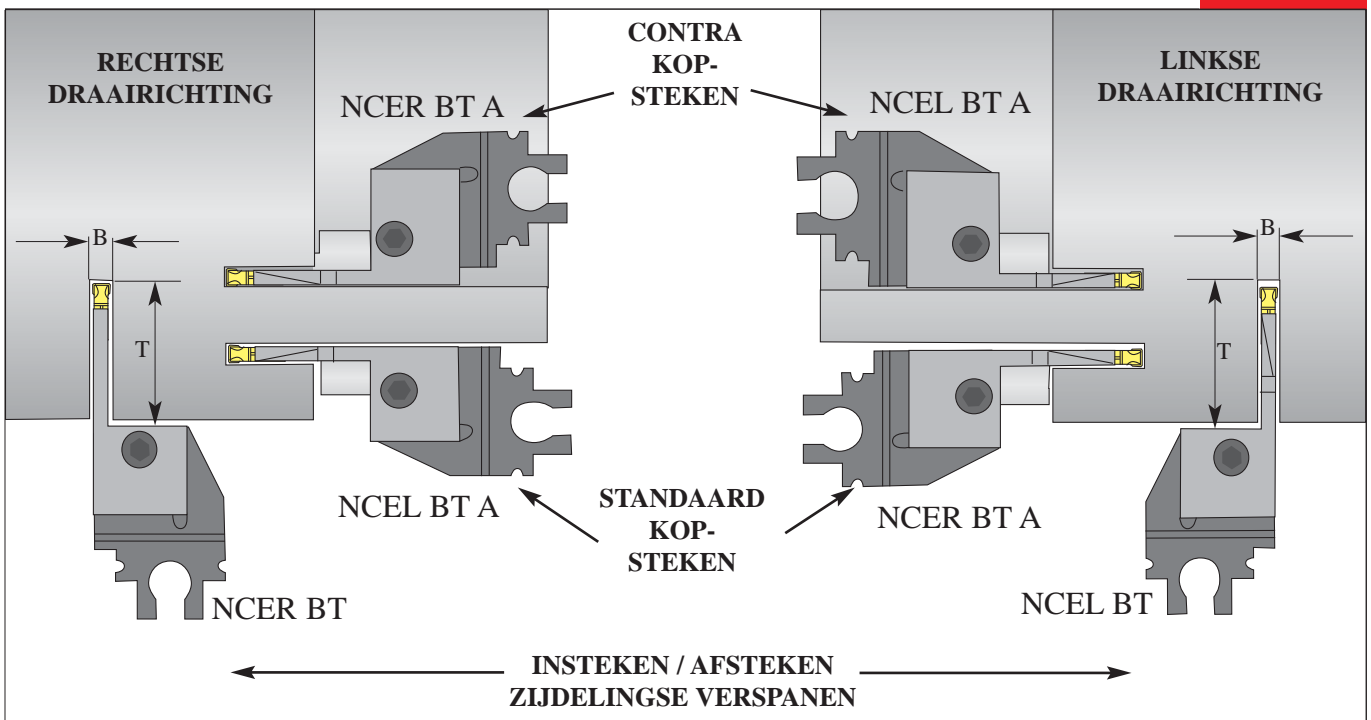 RECHTSE
DRAAIRICHTING
NCER BT A
CONTRA
KOP-
STEKEN
NCEL BT A
LINKSE
DRAAIRICHTING
B
T
B
T
NCEL BT A
STANDAARD
KOP-
STEKEN
NCER BT A
NCER BT
NCEL BT
INSTEKEN / AFSTEKEN
ZIJDELINGSE VERSPANEN